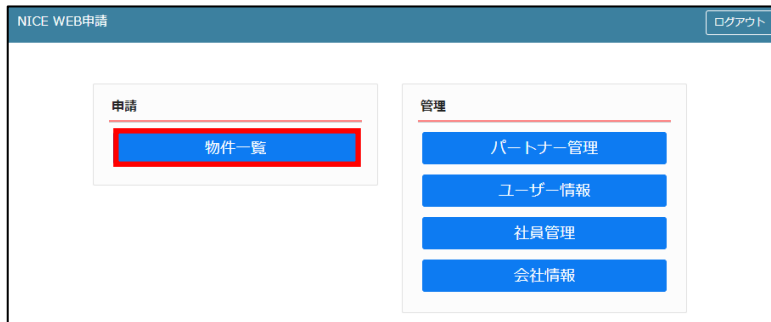 NICE WEB申請
ログアウト
申請
物件一覧
管理
パートナー管理
ユーザー情報
社員管理
会社情報